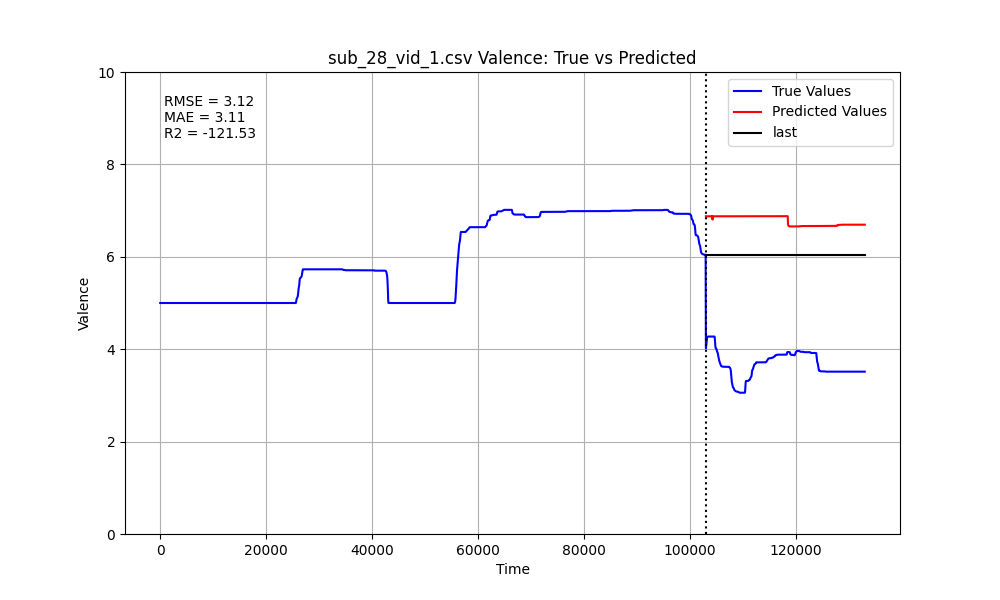 sub_28_vid_1.csv Valence: True vs Predicted
RMSE = 3.12
MAE = 3.11
R2 = -121.53
True Values
Predicted Values
last
10
8
6
4
2
0
Valence
0
20000
40000
60000
80000
100000
120000
Time